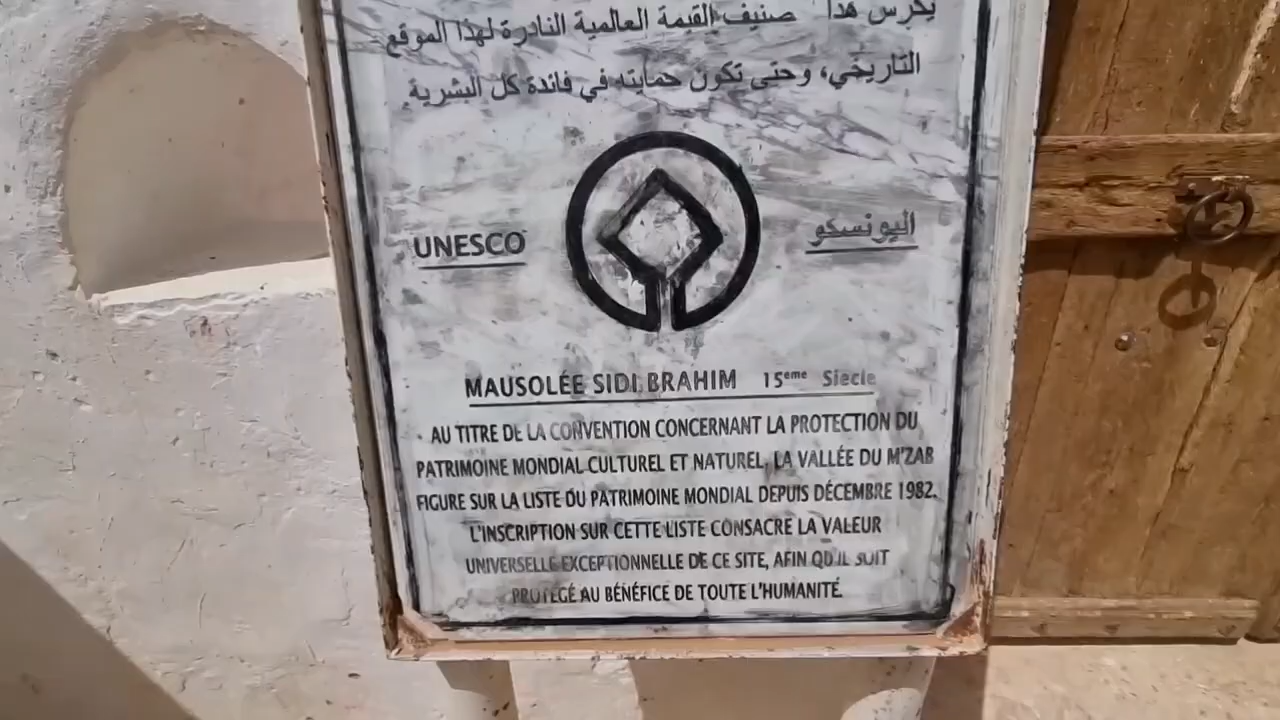 يكرس هذا صنيف القيمة العالمية النادرة لهذا الموقع
التاريخي، وحتى تكون حمايته في فائدة كل البشرية.
UNESCO اليونسكو
MAUSOLÉE SIDI BRAHIM 15eme Siecle
AU TITRE DE LA CONVENTION CONCERNANT LA PROTECTION DU
PATRIMOINE MONDIAL CULTUREL ET NATUREL, LA VALLÉE DU M'ZAB
FIGURE SUR LA LISTE DU PATRIMOINE MONDIAL DEPUIS DÉCEMBRE 1982.
L'INSCRIPTION SUR CETTE LISTE CONSACRE LA VALEUR
UNIVERSELLE EXCEPTIONNELLE DE CE SITE, AFIN QU'IL SUIT
PROTÉGÉ AU BÉNÉFICE DE TOUTE L'HUMANITÉ.